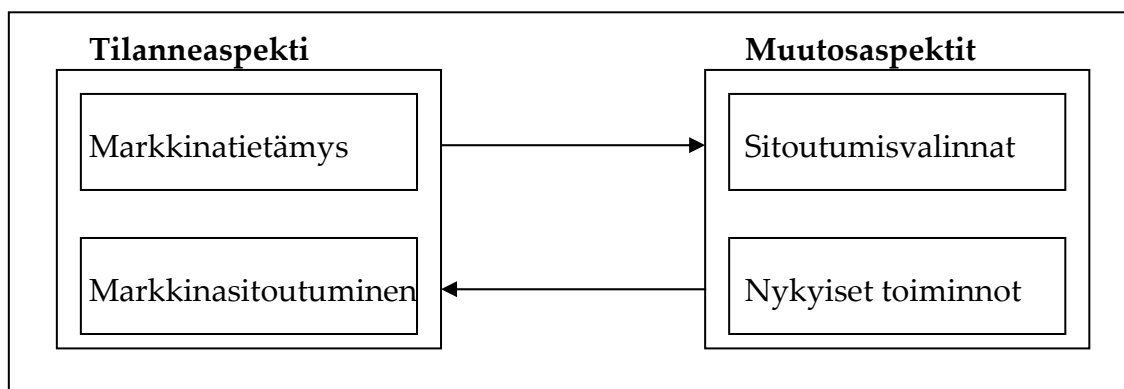 Tilanneaspekti
Muutosaspektit
Markkinatietämys
Sitoutumisvalinnat
Markkinasitoutuminen
Nykyiset toiminnot